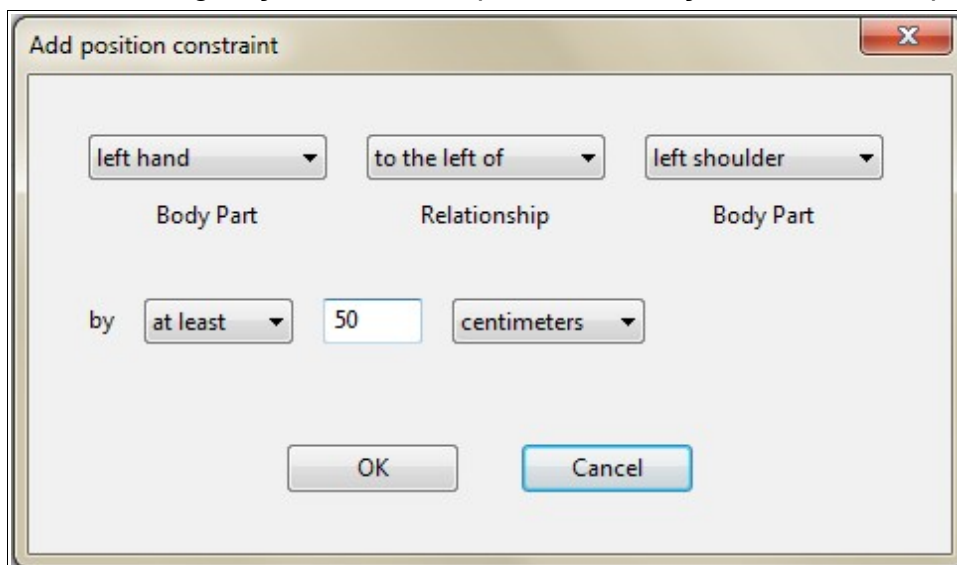 Add position constraint
left hand to the left of left shoulder
Body Part Relationship Body Part
by at least 50 centimeters
OK Cancel